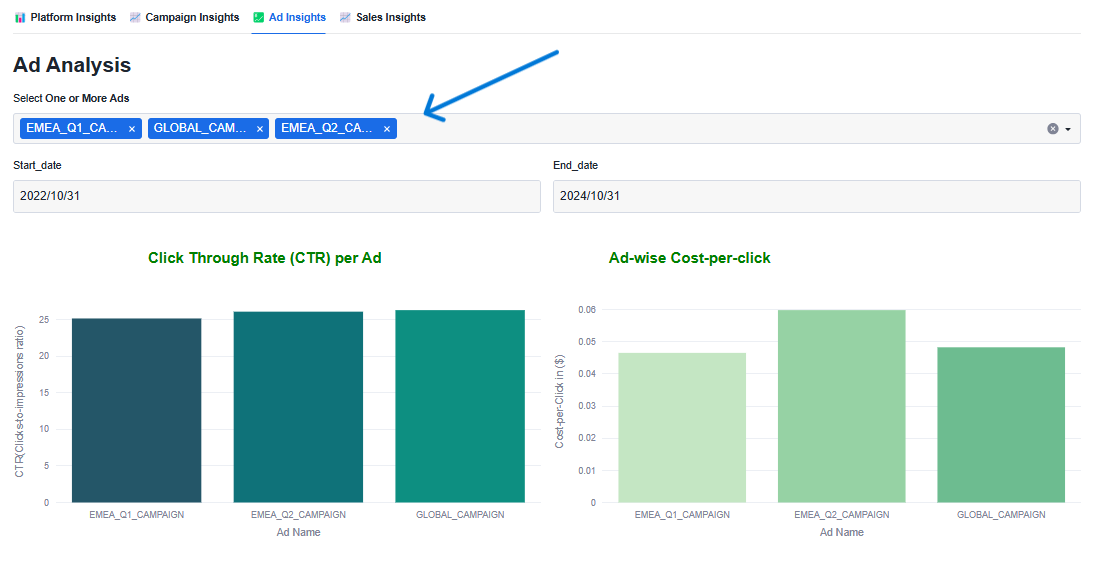 Platform Insights Campaign Insights Ad Insights Sales Insights
Ad Analysis
Select One or More Ads
EMEA_Q1_CA... × GLOBAL_CAM... × EMEA_Q2_CA... ×
Start_date End_date
2022/10/31 2024/10/31
Click Through Rate (CTR) per Ad
CTR(Clicks-to-impressions ratio)
25
20
15
10
5
0
EMEA_Q1_CAMPAIGN EMEA_Q2_CAMPAIGN GLOBAL_CAMPAIGN
Ad Name
Ad-wise Cost-per-click
Cost-per-Click in ($)
0.06
0.05
0.04
0.03
0.02
0.01
0
EMEA_Q1_CAMPAIGN EMEA_Q2_CAMPAIGN GLOBAL_CAMPAIGN
Ad Name